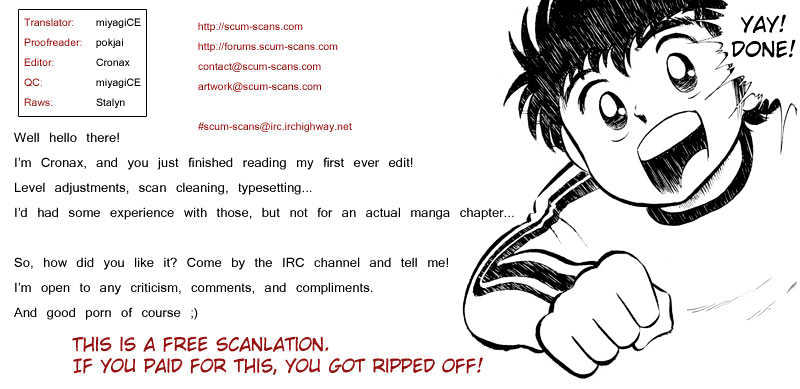 Translator: miyagiCE
Proofreader: pokjai
Editor: Cronax
QC: miyagiCE
Raws: Stalyn
http://scum-scans.com
http://forums.scum-scans.com
contact@scum-scans.com
artwork@scum-scans.com
#scum-scans@irc.irchighway.net
YAY!
DONE!
Well hello there!
I'm Cronax, and you just finished reading my first ever edit!
Level adjustments, scan cleaning, typesetting...
I'd had some experience with those, but not for an actual manga chapter...
So, how did you like it? Come by the IRC channel and tell me!
I'm open to any criticism, comments, and compliments.
And good porn of course ;)
THIS IS A FREE SCANLATION.
IF YOU PAID FOR THIS, YOU GOT RIPPED OFF!